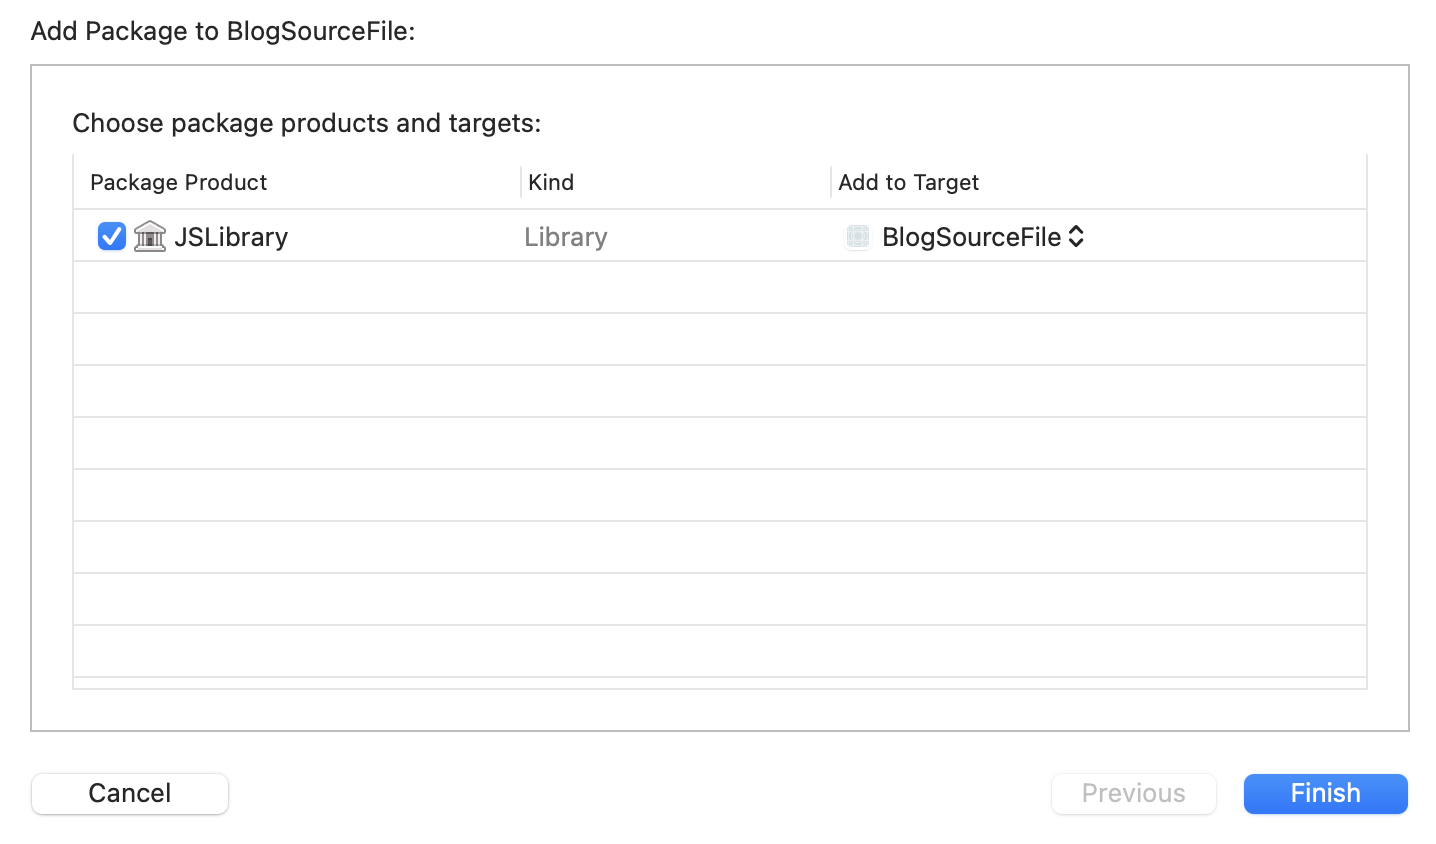 Add Package to BlogSourceFile:
Choose package products and targets:
Package Product Kind Add to Target
JSLibrary Library BlogSourceFile
Cancel Previous Finish